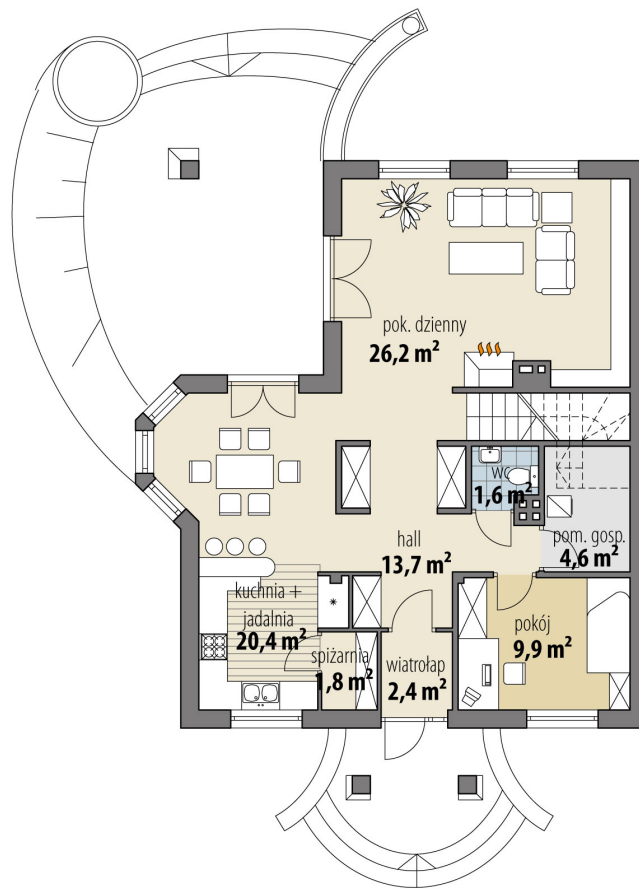 pok. dzienny
26,2 m²
wc
1,6 m²
hall
13,7 m²
pom. gosp.
4,6 m²
kuchnia +
jadalnia
20,4 m²
spiżarnia
1,8 m²
wiatrołap
2,4 m²
pokój
9,9 m²